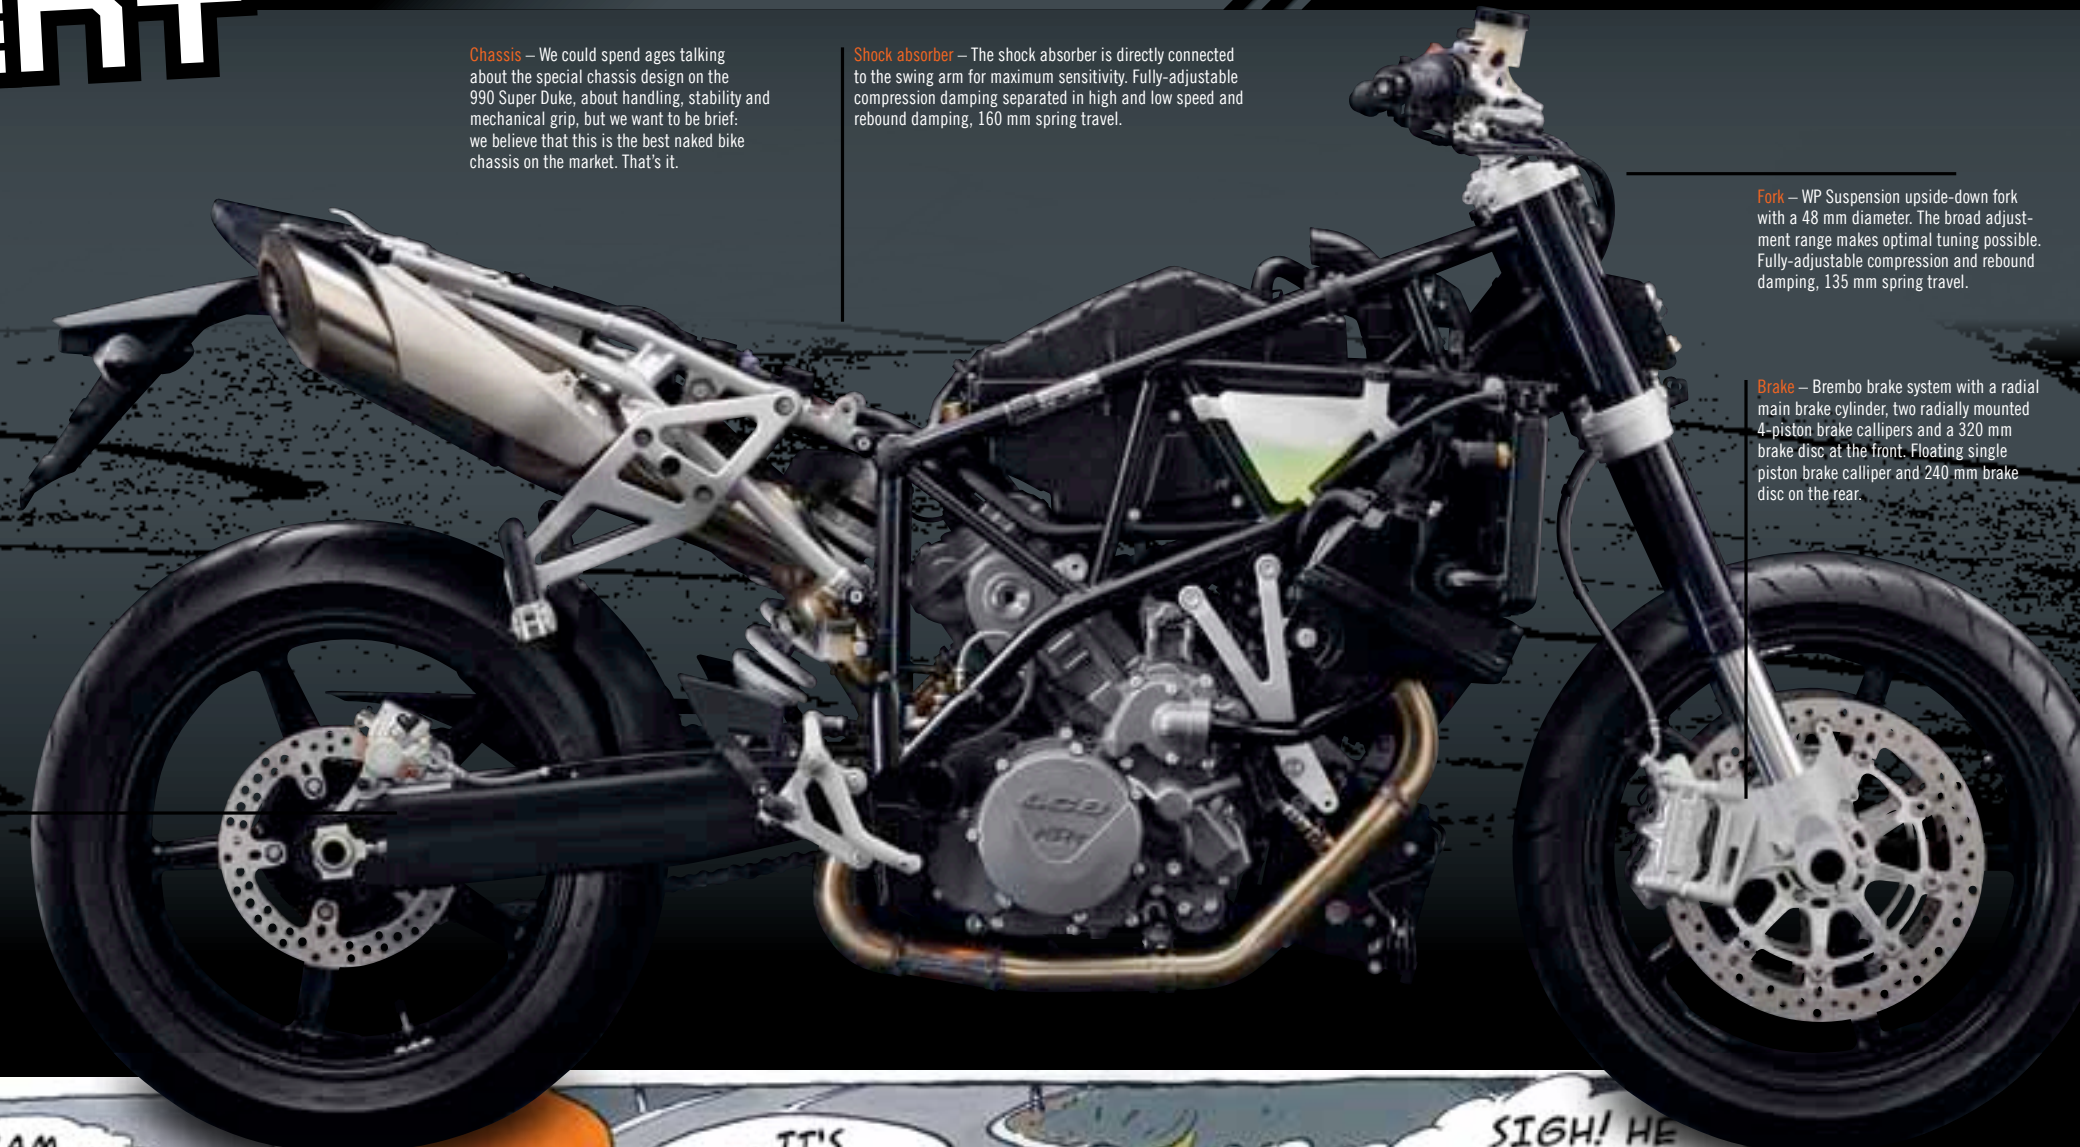 Chassis – We could spend ages talking
about the special chassis design on the
990 Super Duke, about handling, stability and
mechanical grip, but we want to be brief:
we believe that this is the best naked bike
chassis on the market. That's it.
Shock absorber – The shock absorber is directly connected
to the swing arm for maximum sensitivity. Fully-adjustable
compression damping separated in high and low speed and
rebound damping, 160 mm spring travel.
Fork – WP Suspension upside-down fork
with a 48 mm diameter. The broad adjust-
ment range makes optimal tuning possible.
Fully-adjustable compression and rebound
damping, 135 mm spring travel.
Brake – Brembo brake system with a radial
main brake cylinder, two radially mounted
4-piston brake callipers and a 320 mm
brake disc at the front. Floating single
piston brake calliper and 240 mm brake
disc on the rear.
LC8
KTM
IT'S
SIGH! HE